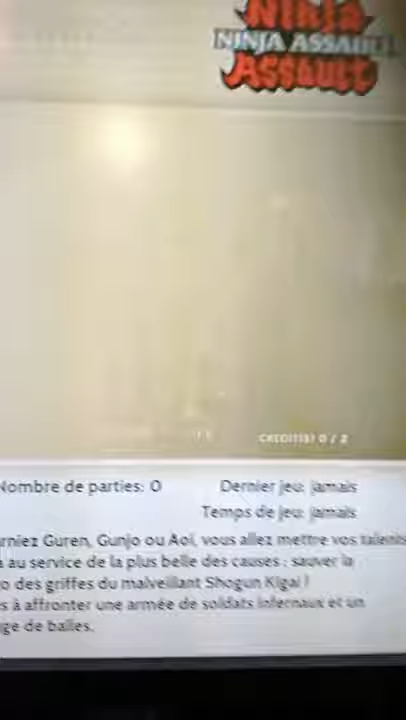 Ninja
NINJA ASSAULT
Assault
CREDIT(S) 0 / 2
Nombre de parties: 0
Dernier jeu: jamais
Temps de jeu: jamais
rniez Guren, Gunjo ou Aoi, vous allez mettre vos talents
a au service de la plus belle des causes : sauver la
o des griffes du malveillant Shogun Kigai !
s à affronter une armée de soldats infernaux et un
ge de balles.